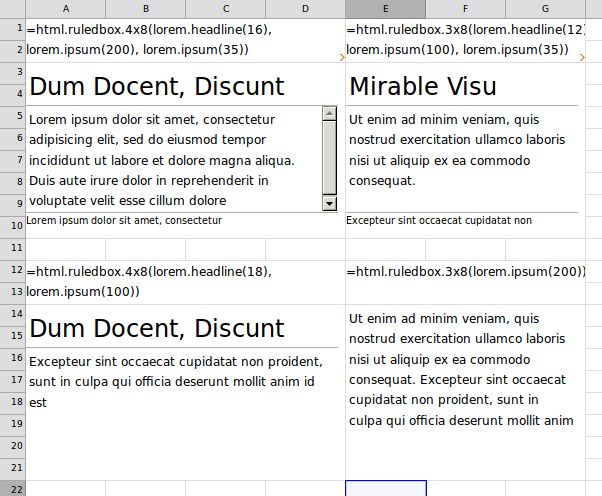 A B C D E F G
1 =html.ruledbox.4x8(lorem.headline(16), =html.ruledbox.3x8(lorem.headline(12)
2 lorem.ipsum(200), lorem.ipsum(35)) lorem.ipsum(100), lorem.ipsum(35))
3
4 Dum Docent, Discunt Mirable Visu
5 Lorem ipsum dolor sit amet, consectetur Ut enim ad minim veniam, quis
6 adipisicing elit, sed do eiusmod tempor nostrud exercitation ullamco laboris
7 incididunt ut labore et dolore magna aliqua. nisi ut aliquip ex ea commodo
8 Duis aute irure dolor in reprehenderit in consequat.
9 voluptate velit esse cillum dolore
10 Lorem ipsum dolor sit amet, consectetur Excepteur sint occaecat cupidatat non
11
12 =html.ruledbox.4x8(lorem.headline(18), =html.ruledbox.3x8(lorem.ipsum(200))
13 lorem.ipsum(100))
14 Ut enim ad minim veniam, quis
15 Dum Docent, Discunt nostrud exercitation ullamco laboris
16 Excepteur sint occaecat cupidatat non proident, nisi ut aliquip ex ea commodo
17 sunt in culpa qui officia deserunt mollit anim id consequat. Excepteur sint occaecat
18 est cupidatat non proident, sunt in
19 culpa qui officia deserunt mollit anim
20
21
22